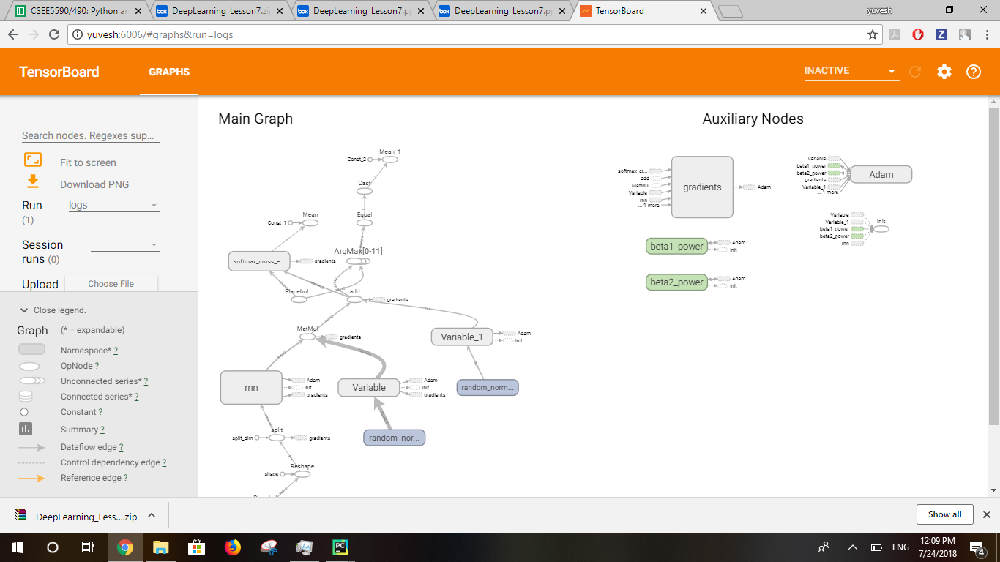 CSEE5590/490: Python ar
DeepLearning_Lesson7.zi
DeepLearning_Lesson7.p
DeepLearning_Lesson7.p
TensorBoard
yuvesh
yuvesh:6006/#graphs&run=logs
TensorBoard
GRAPHS
INACTIVE
Search nodes. Regexes sup...
Fit to screen
Download PNG
Run
(1)
logs
Session
runs (0)
Upload
Choose File
Close legend.
Graph
(* = expandable)
Namespace* ?
OpNode ?
Unconnected series* ?
Connected series* ?
Constant ?
Summary ?
Dataflow edge ?
Control dependency edge ?
Reference edge ?
Main Graph
Mean_1
Const_2
Cast
Equal
Mean
Const_1
ArgMax[0-11]
softmax_cross_e...
gradients
Placehol...
add
gradients
MatMul
gradients
Variable_1
Adam
init
rnn
Adam
init
gradients
Variable
Adam
init
gradients
random_norm...
split
split_dim
gradients
random_nor...
Reshape
shape
Auxiliary Nodes
softmax_cr...
add
MatMul
Variable
rnn
... 1 more
gradients
Adam
Variable
beta1_power
beta2_power
gradients
Variable_1
... 1 more
Adam
Variable
Variable_1
beta1_power
beta2_power
rnn
init
beta1_power
Adam
init
beta2_power
Adam
init
DeepLearning_Less....zip
Show all
ENG
12:09 PM
7/24/2018
4